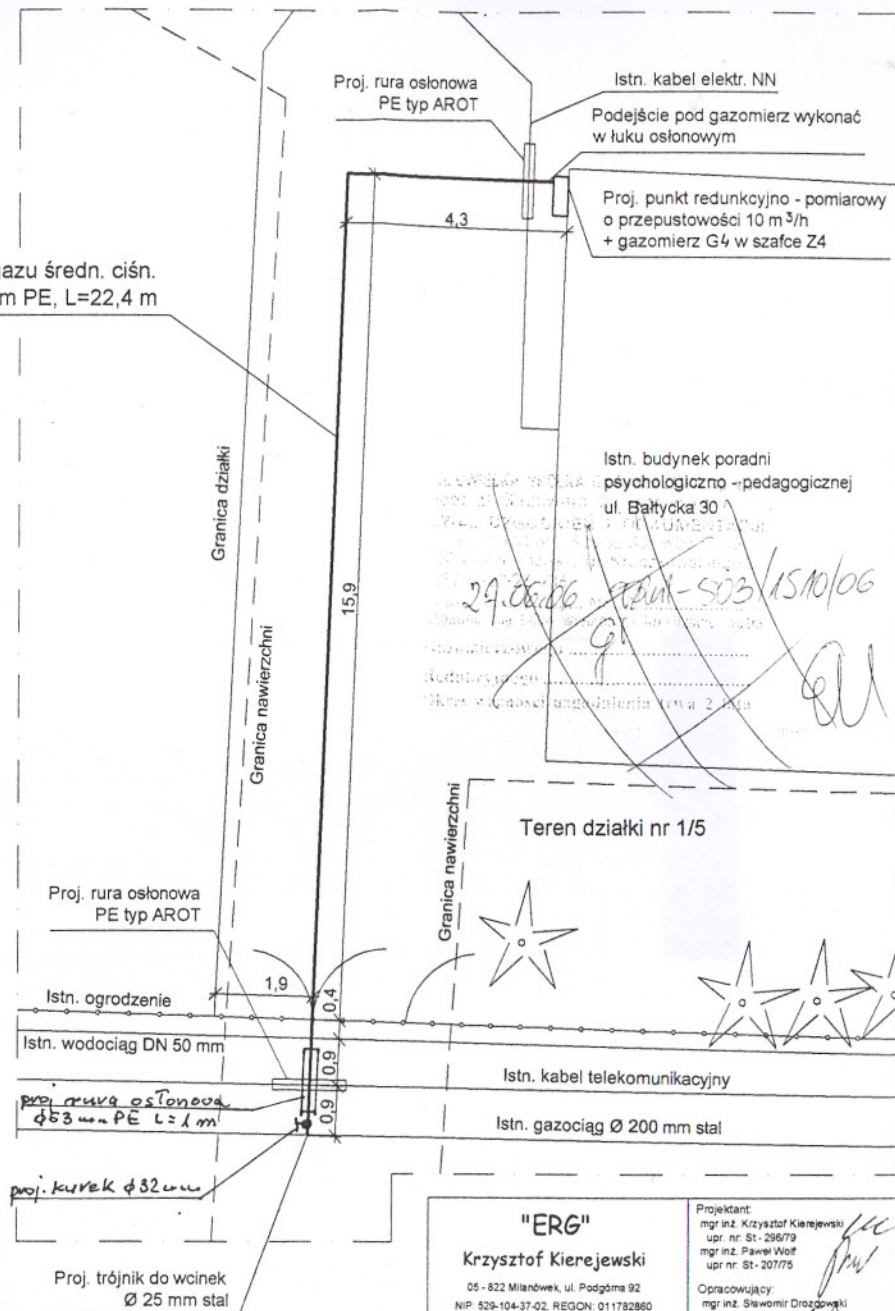 Proj. rura osłonowa
PE typ AROT
Istn. kabel elektr. NN
Podejście pod gazomierz wykonać
w łuku osłonowym
Proj. punkt redunkcyjno - pomiarowy
o przepustowości 10 m³/h
+ gazomierz G4 w szafce Z4
4,3
gazu średn. ciśn.
m PE, L=22,4 m
Granica działki
Granica nawierzchni
15,9
Istn. budynek poradni
psychologiczno - pedagogicznej
ul. Bałtycka 30
503/1510/06
Okres ważności uzgodnienia trwa 2 lata
Teren działki nr 1/5
Granica nawierzchni
Proj. rura osłonowa
PE typ AROT
1,9
0,4
Istn. ogrodzenie
Istn. wodociąg DN 50 mm
0,9
Istn. kabel telekomunikacyjny
proj rura osłonowa
ϕ63 mm PE L=1m
0,9
Istn. gazociąg Ø 200 mm stal
proj. kurek ϕ32 mm
Proj. trójnik do wcinek
Ø 25 mm stal
"ERG"
Krzysztof Kierejewski
05 - 822 Milanówek, ul. Podgórna 92
NIP: 529-104-37-02, REGON: 011782860
Projektant:
mgr inż. Krzysztof Kierejewski
upr. nr: St - 296/79
mgr inż. Paweł Wolf
upr nr: St - 207/75
Opracowujący:
mgr inż. Sławomir Drozdowski